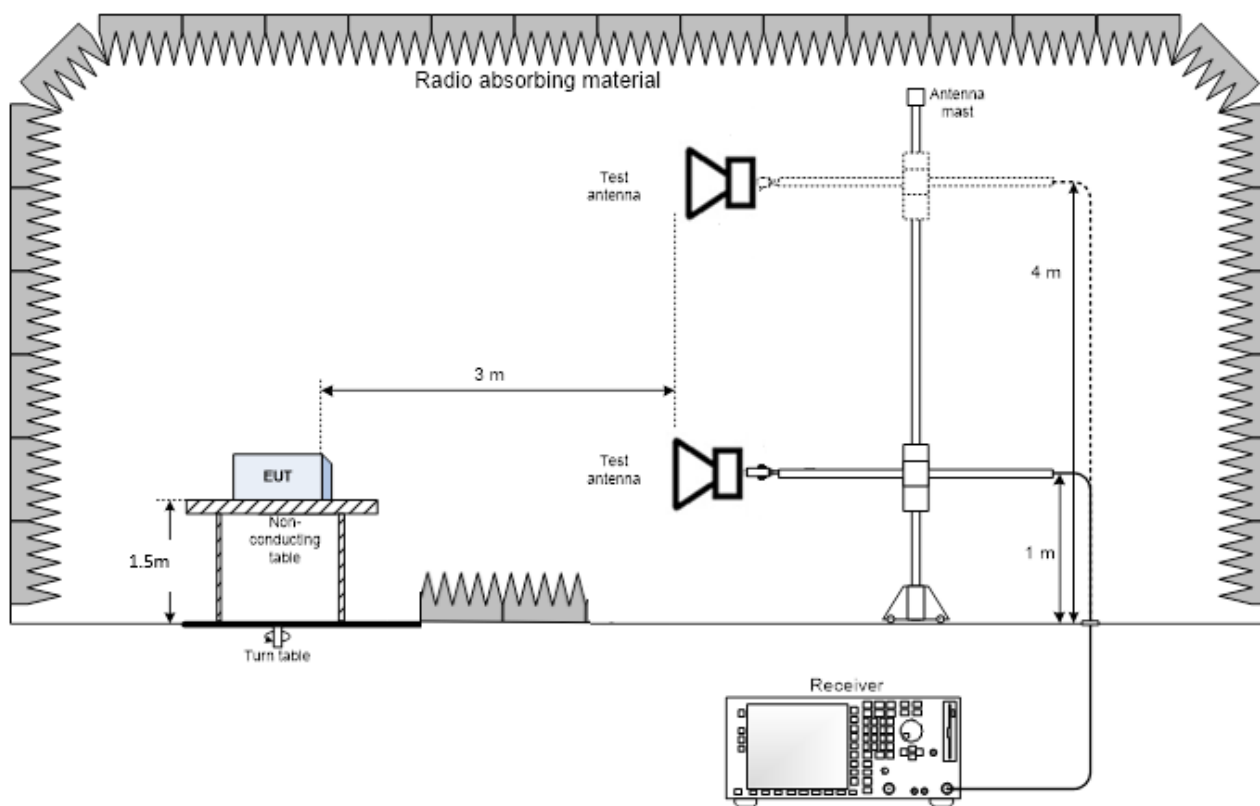 Radio absorbing material
Antenna
mast
Test
antenna
4 m
3 m
Test
antenna
EUT
Non-
conducting
table
1.5m
1 m
Turn table
Receiver